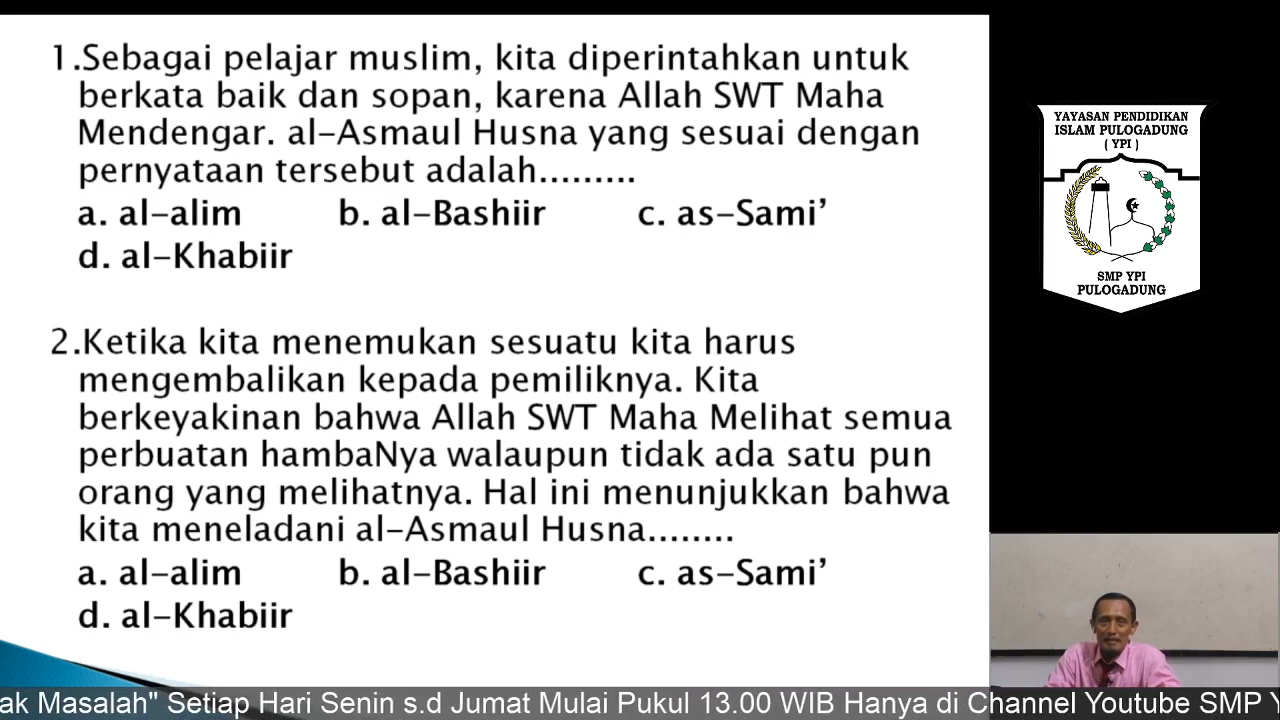 1.Sebagai pelajar muslim, kita diperintahkan untuk
berkata baik dan sopan, karena Allah SWT Maha
Mendengar. al-Asmaul Husna yang sesuai dengan
pernyataan tersebut adalah.........
a. al-alim b. al-Bashiir c. as-Sami’
d. al-Khabiir
2.Ketika kita menemukan sesuatu kita harus
mengembalikan kepada pemiliknya. Kita
berkeyakinan bahwa Allah SWT Maha Melihat semua
perbuatan hambaNya walaupun tidak ada satu pun
orang yang melihatnya. Hal ini menunjukkan bahwa
kita meneladani al-Asmaul Husna........
a. al-alim b. al-Bashiir c. as-Sami’
d. al-Khabiir
YAYASAN PENDIDIKAN
ISLAM PULOGADUNG
( YPI )
SMP YPI
PULOGADUNG
ak Masalah" Setiap Hari Senin s.d Jumat Mulai Pukul 13.00 WIB Hanya di Channel Youtube SMP Y